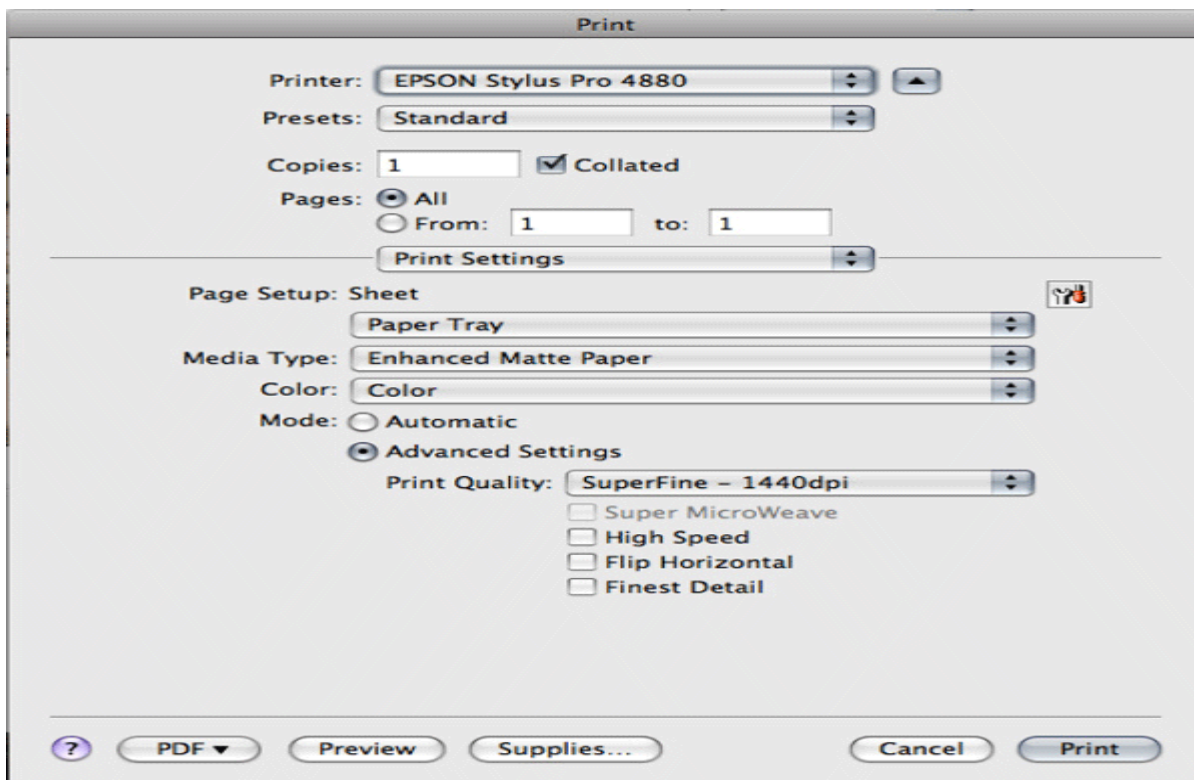 Print
Printer: EPSON Stylus Pro 4880
Presets: Standard
Copies: 1 Collated
Pages: All
From: 1 to: 1
Print Settings
Page Setup: Sheet
Paper Tray
Media Type: Enhanced Matte Paper
Color: Color
Mode: Automatic
Advanced Settings
Print Quality: SuperFine – 1440dpi
Super MicroWeave
High Speed
Flip Horizontal
Finest Detail
? PDF ▼ Preview Supplies... Cancel Print